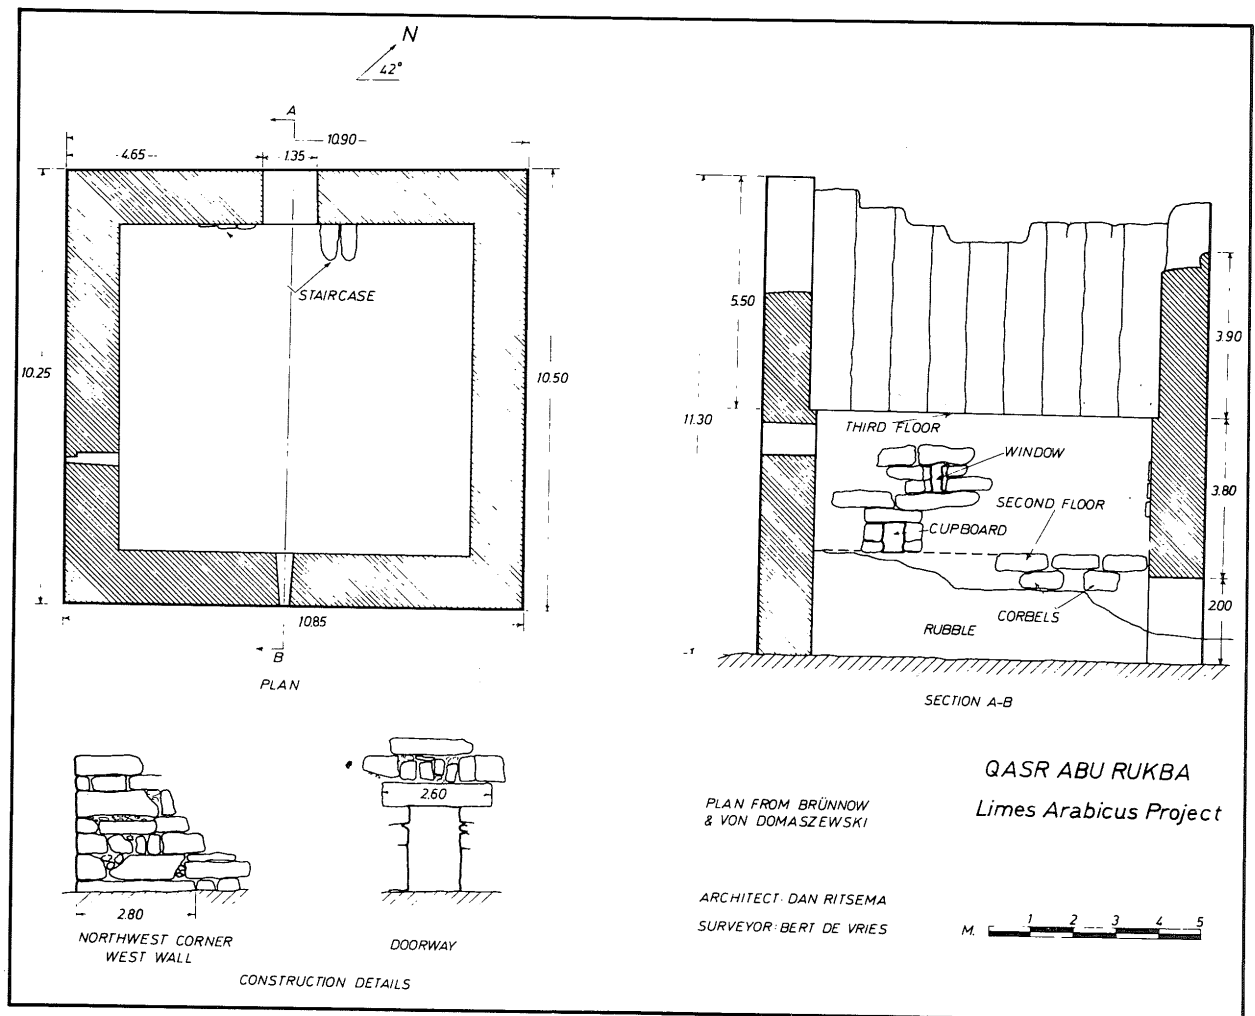 N
42°
A
10.90
4.65
1.35
STAIRCASE
10.25
10.50
10.85
B
PLAN
5.50
11.30
3.90
THIRD FLOOR
WINDOW
SECOND FLOOR
3.80
CUPBOARD
CORBELS
2.00
RUBBLE
SECTION A-B
2.80
NORTHWEST CORNER
WEST WALL
2.60
DOORWAY
CONSTRUCTION DETAILS
QASR ABU RUKBA
Limes Arabicus Project
PLAN FROM BRÜNNOW
& VON DOMASZEWSKI
ARCHITECT: DAN RITSEMA
SURVEYOR: BERT DE VRIES
M. 1 2 3 4 5